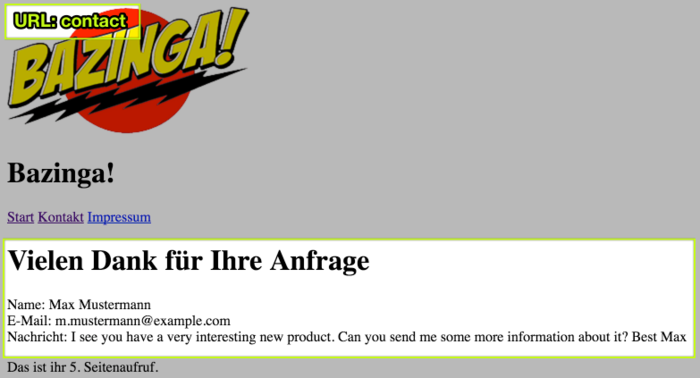 URL: contact
BAZINGA!
Bazinga!
Start Kontakt Impressum
Vielen Dank für Ihre Anfrage
Name: Max Mustermann
E-Mail: m.mustermann@example.com
Nachricht: I see you have a very interesting new product. Can you send me some more information about it? Best Max
Das ist ihr 5. Seitenaufruf.